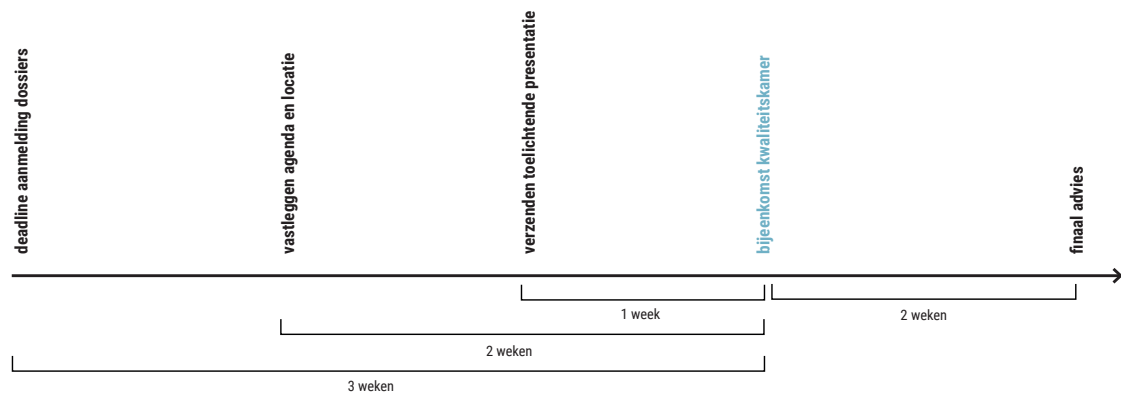 deadline aanmelding dossiers
vastleggen agenda en locatie
verzenden toelichtende presentatie
bijeenkomst kwaliteitskamer
finaal advies
1 week
2 weken
2 weken
3 weken